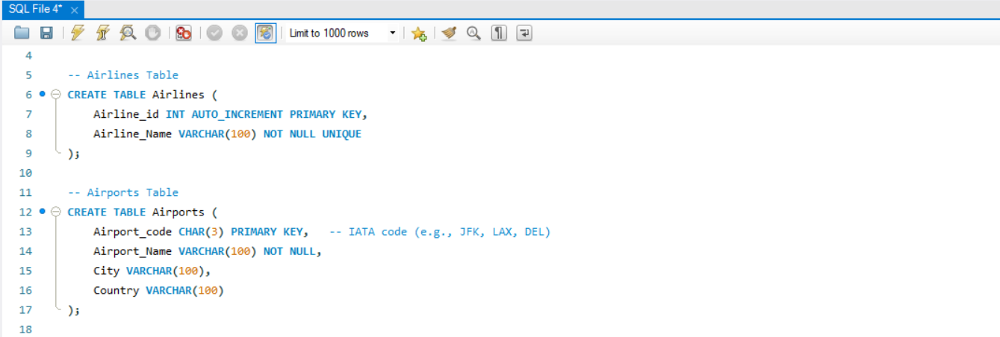 SQL File 4*
Limit to 1000 rows
4
5 -- Airlines Table
6 CREATE TABLE Airlines (
7 Airline_id INT AUTO_INCREMENT PRIMARY KEY,
8 Airline_Name VARCHAR(100) NOT NULL UNIQUE
9 );
10
11 -- Airports Table
12 CREATE TABLE Airports (
13 Airport_code CHAR(3) PRIMARY KEY, -- IATA code (e.g., JFK, LAX, DEL)
14 Airport_Name VARCHAR(100) NOT NULL,
15 City VARCHAR(100),
16 Country VARCHAR(100)
17 );
18